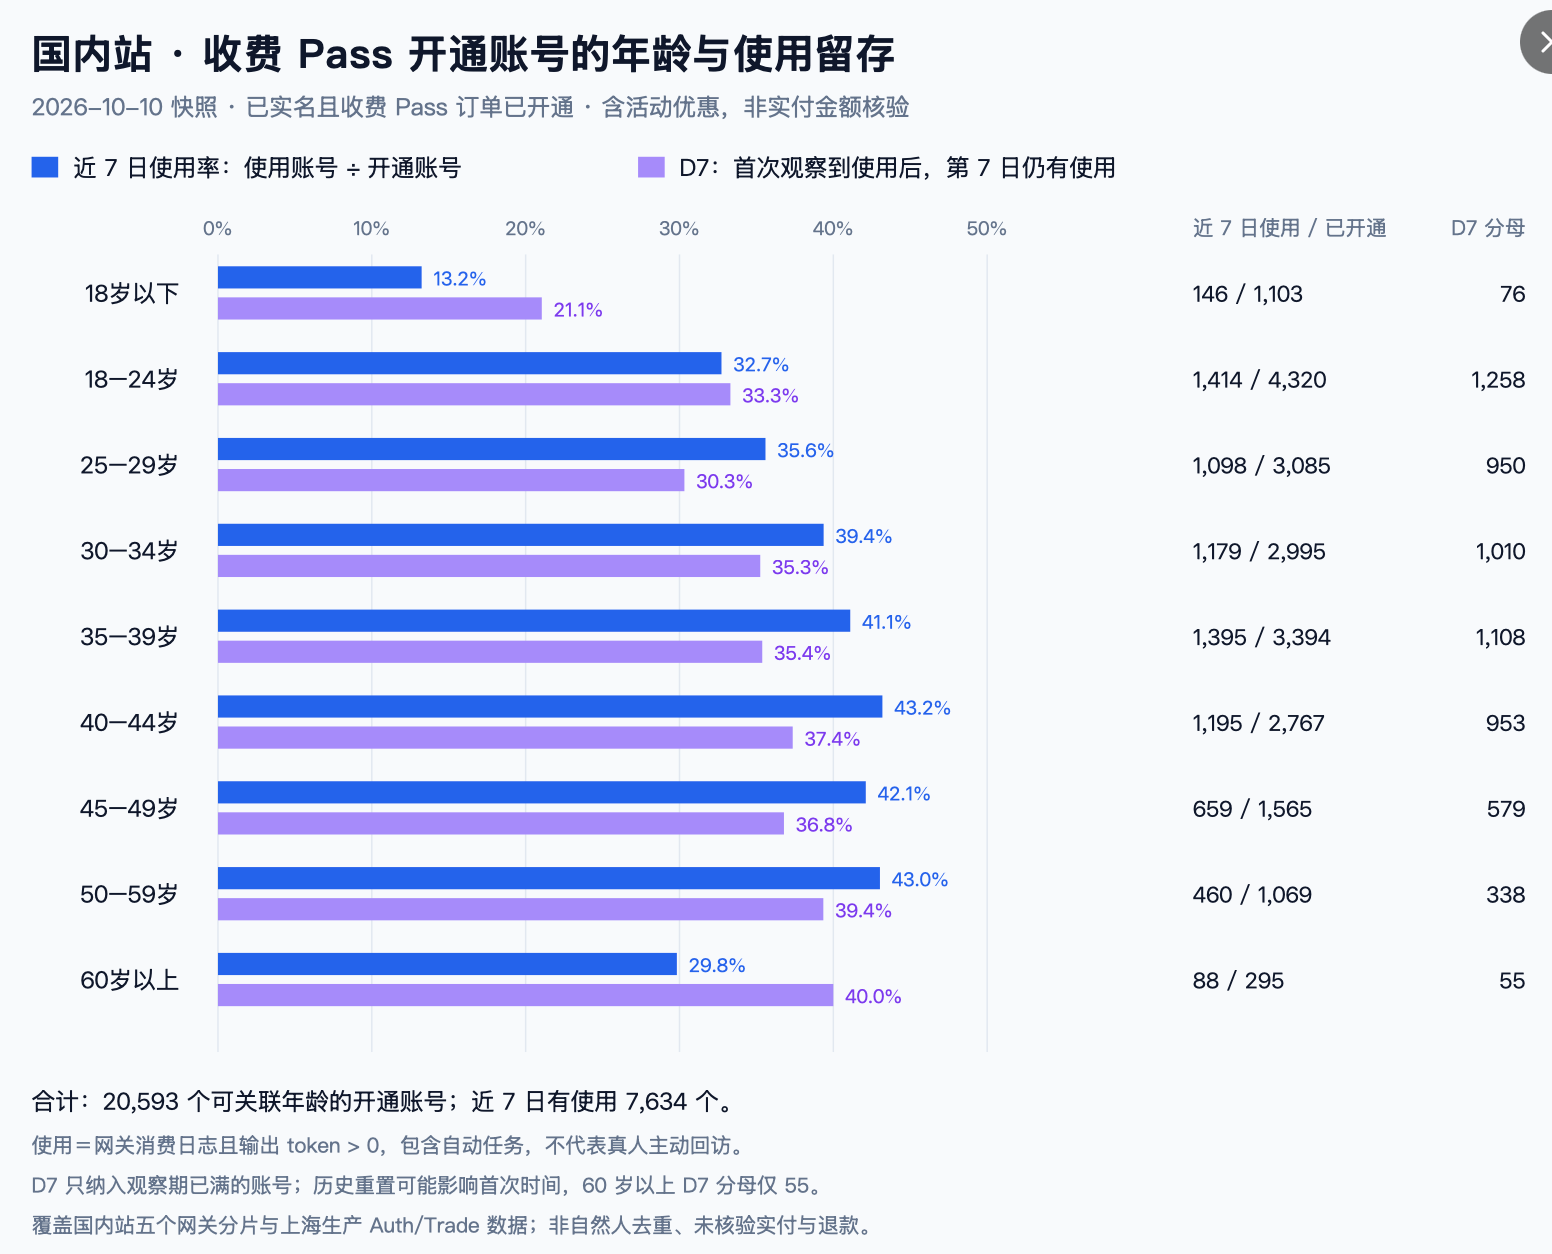 国内站 · 收费 Pass 开通账号的年龄与使用留存
2026–10–10 快照 · 已实名且收费 Pass 订单已开通 · 含活动优惠，非实付金额核验
近 7 日使用率：使用账号 ÷ 开通账号
D7：首次观察到使用后，第 7 日仍有使用
0% 10% 20% 30% 40% 50% 近 7 日使用 / 已开通 D7 分母
18岁以下 13.2% 21.1% 146 / 1,103 76
18—24岁 32.7% 33.3% 1,414 / 4,320 1,258
25—29岁 35.6% 30.3% 1,098 / 3,085 950
30—34岁 39.4% 35.3% 1,179 / 2,995 1,010
35—39岁 41.1% 35.4% 1,395 / 3,394 1,108
40—44岁 43.2% 37.4% 1,195 / 2,767 953
45—49岁 42.1% 36.8% 659 / 1,565 579
50—59岁 43.0% 39.4% 460 / 1,069 338
60岁以上 29.8% 40.0% 88 / 295 55
合计：20,593 个可关联年龄的开通账号；近 7 日有使用 7,634 个。
使用＝网关消费日志且输出 token > 0，包含自动任务，不代表真人主动回访。
D7 只纳入观察期已满的账号；历史重置可能影响首次时间，60 岁以上 D7 分母仅 55。
覆盖国内站五个网关分片与上海生产 Auth/Trade 数据；非自然人去重、未核验实付与退款。